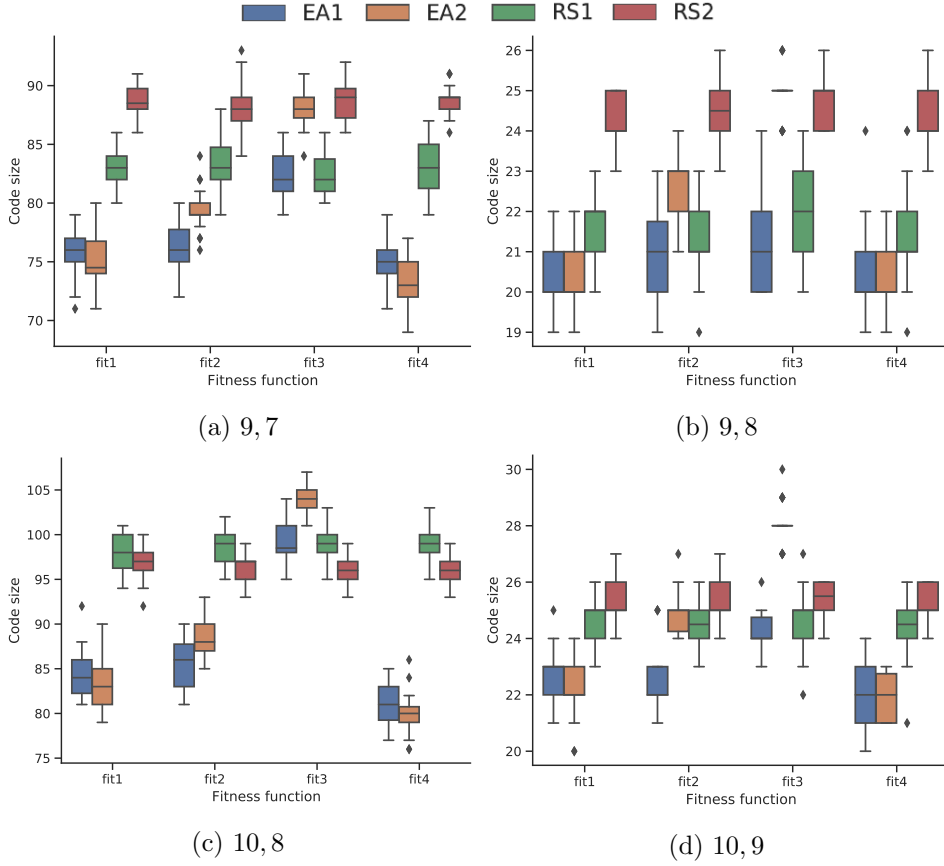 EA1 EA2 RS1 RS2
Code size
90
85
80
75
70
fit1 fit2 fit3 fit4
Fitness function
(a) 9, 7
Code size
26
25
24
23
22
21
20
19
fit1 fit2 fit3 fit4
Fitness function
(b) 9, 8
Code size
105
100
95
90
85
80
75
fit1 fit2 fit3 fit4
Fitness function
(c) 10, 8
Code size
30
28
26
24
22
20
fit1 fit2 fit3 fit4
Fitness function
(d) 10, 9